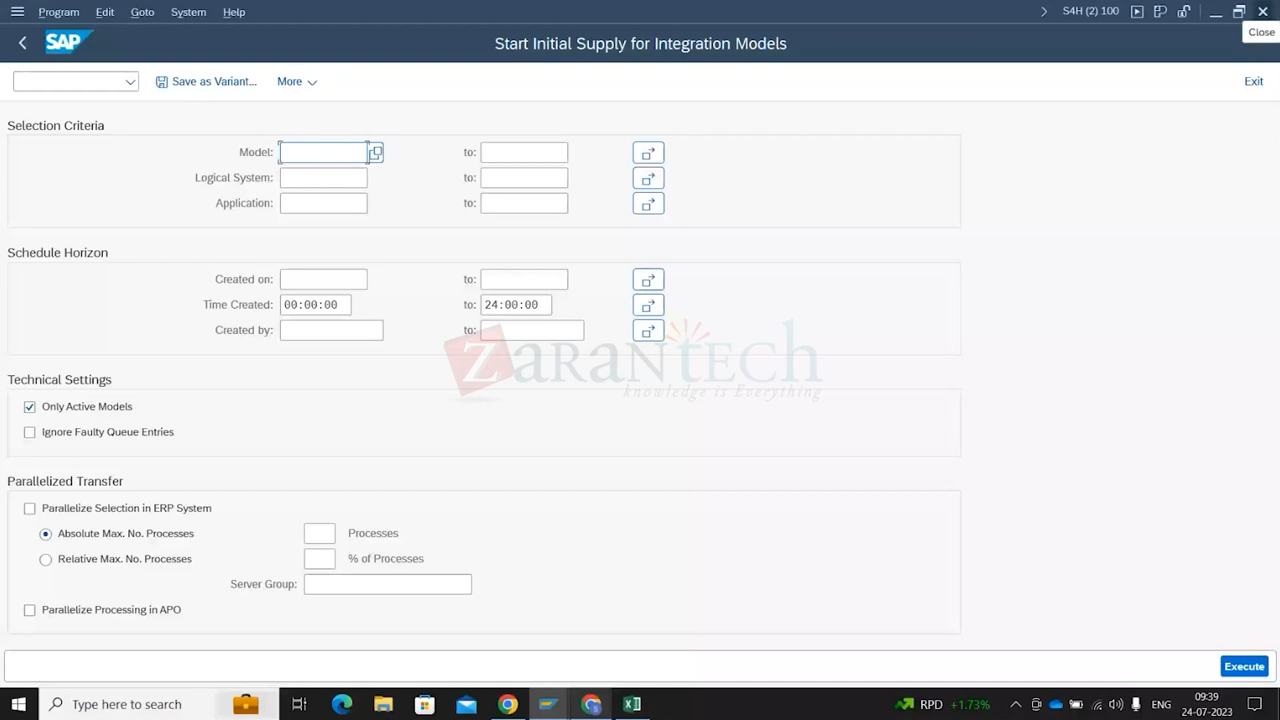 Program Edit Goto System Help S4H (2) 100
Close
SAP Start Initial Supply for Integration Models
Save as Variant... More Exit
Selection Criteria
Model: to:
Logical System: to:
Application: to:
Schedule Horizon
Created on: to:
Time Created: 00:00:00 to: 24:00:00
Created by: to:
ZaranTech
knowledge is Everything
Technical Settings
Only Active Models
Ignore Faulty Queue Entries
Parallelized Transfer
Parallelize Selection in ERP System
Absolute Max. No. Processes Processes
Relative Max. No. Processes % of Processes
Server Group:
Parallelize Processing in APO
Execute
Type here to search RPD +1.73% ENG 09:39
24-07-2023